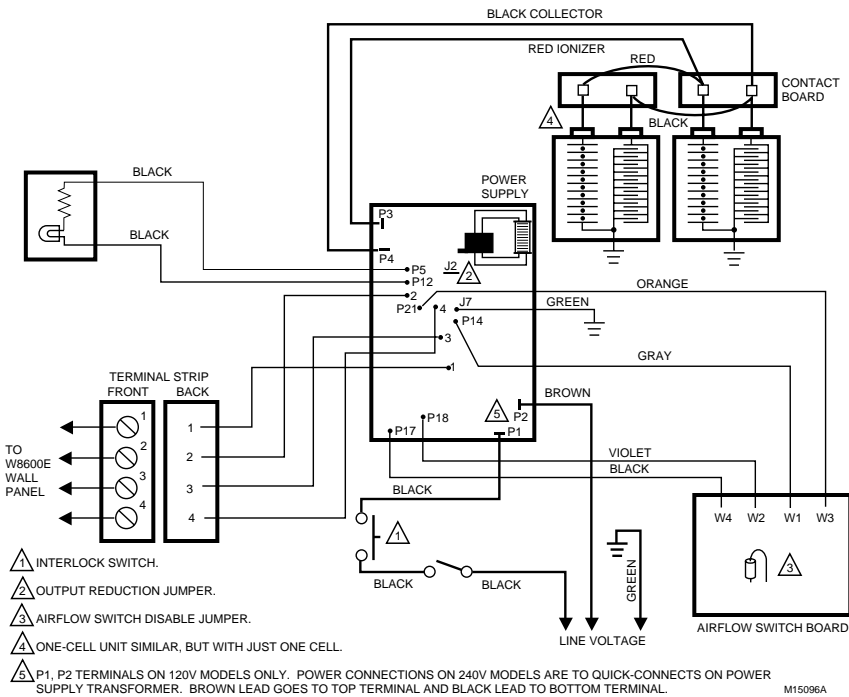 BLACK COLLECTOR
RED IONIZER
RED
CONTACT
BOARD
4
BLACK
BLACK
POWER
SUPPLY
P3
BLACK
P4
J2
2
P5
P12
2
P21
4
J7
P14
ORANGE
GREEN
3
GRAY
1
TERMINAL STRIP
FRONT BACK
BROWN
5
P2
P18
P17
P1
1
1
2
2
3
3
4
4
TO
W8600E
WALL
PANEL
VIOLET
BLACK
BLACK
1
W4 W2 W1 W3
3
BLACK
BLACK
GREEN
LINE VOLTAGE
AIRFLOW SWITCH BOARD
1 INTERLOCK SWITCH.
2 OUTPUT REDUCTION JUMPER.
3 AIRFLOW SWITCH DISABLE JUMPER.
4 ONE-CELL UNIT SIMILAR, BUT WITH JUST ONE CELL.
5 P1, P2 TERMINALS ON 120V MODELS ONLY. POWER CONNECTIONS ON 240V MODELS ARE TO QUICK-CONNECTS ON POWER
SUPPLY TRANSFORMER. BROWN LEAD GOES TO TOP TERMINAL AND BLACK LEAD TO BOTTOM TERMINAL.
M15096A